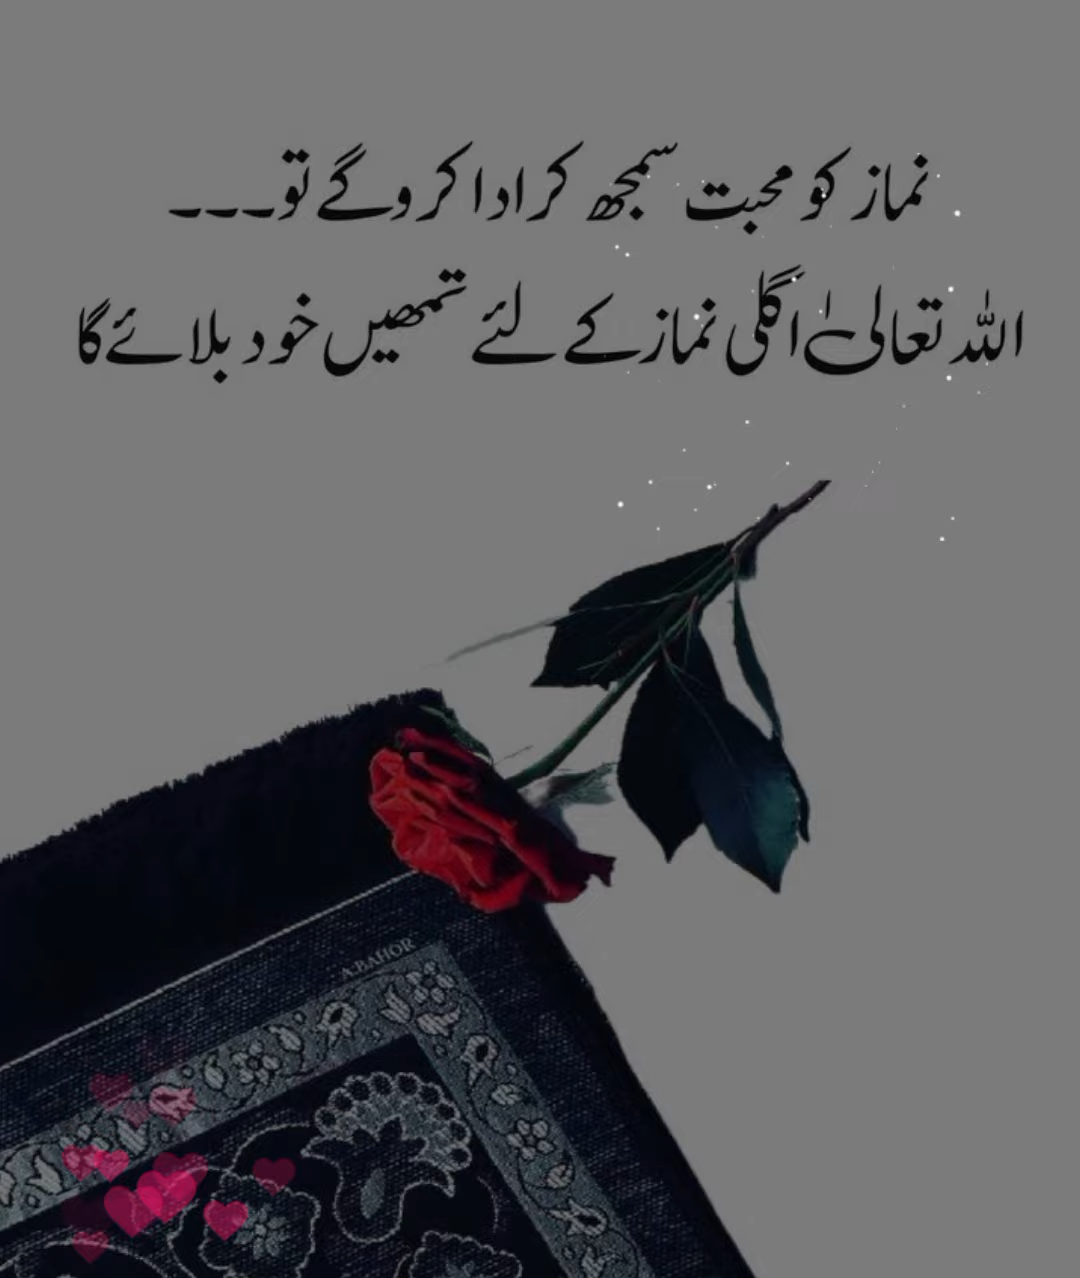 نماز کو محبت سمجھ کر ادا کرو گے تو۔۔۔
اللہ تعالیٰ اگلی نماز کے لئے تمھیں خود بلائے گا
A.BAHOR